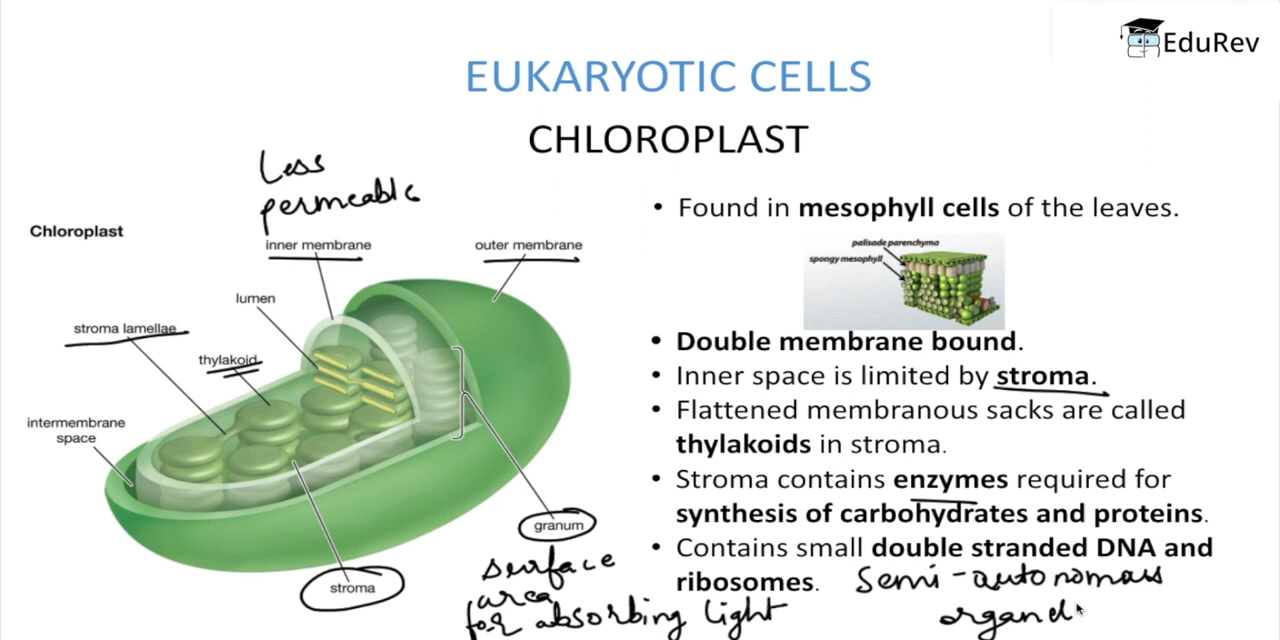 EduRev
EUKARYOTIC CELLS
CHLOROPLAST
Less
permeable
Chloroplast
inner membrane
outer membrane
lumen
stroma lamellae
thylakoid
intermembrane
space
granum
stroma
surface
area
for absorbing light
• Found in mesophyll cells of the leaves.
palisade parenchyma
spongy mesophyll
• Double membrane bound.
• Inner space is limited by stroma.
• Flattened membranous sacks are called
thylakoids in stroma.
• Stroma contains enzymes required for
synthesis of carbohydrates and proteins.
• Contains small double stranded DNA and
ribosomes.
Semi-autonomous